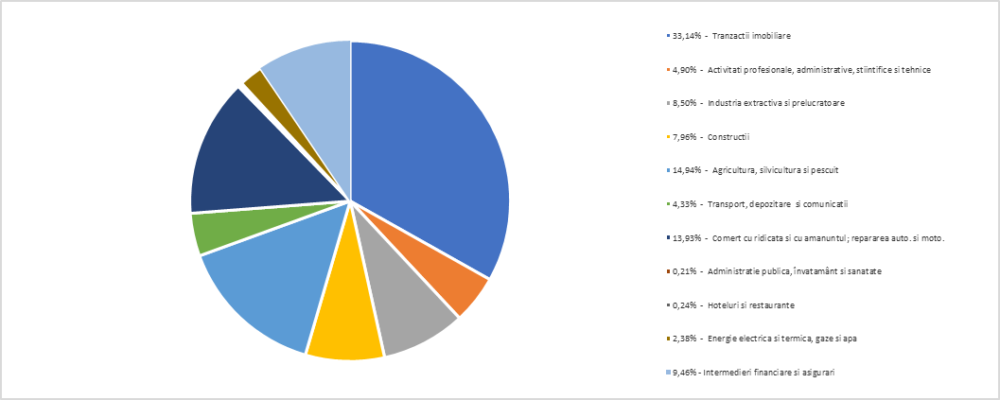 33,14% - Tranzactii imobiliare
4,90% - Activitati profesionale, administrative, stiintifice si tehnice
8,50% - Industria extractiva si prelucratoare
7,96% - Constructii
14,94% - Agricultura, silvicultura si pescuit
4,33% - Transport, depozitare si comunicatii
13,93% - Comert cu ridicata si cu amanuntul; repararea auto. si moto.
0,21% - Administratie publica, învatamânt si sanatate
0,24% - Hoteluri si restaurante
2,38% - Energie electrica si termica, gaze si apa
9,46% - Intermedieri financiare si asigurari